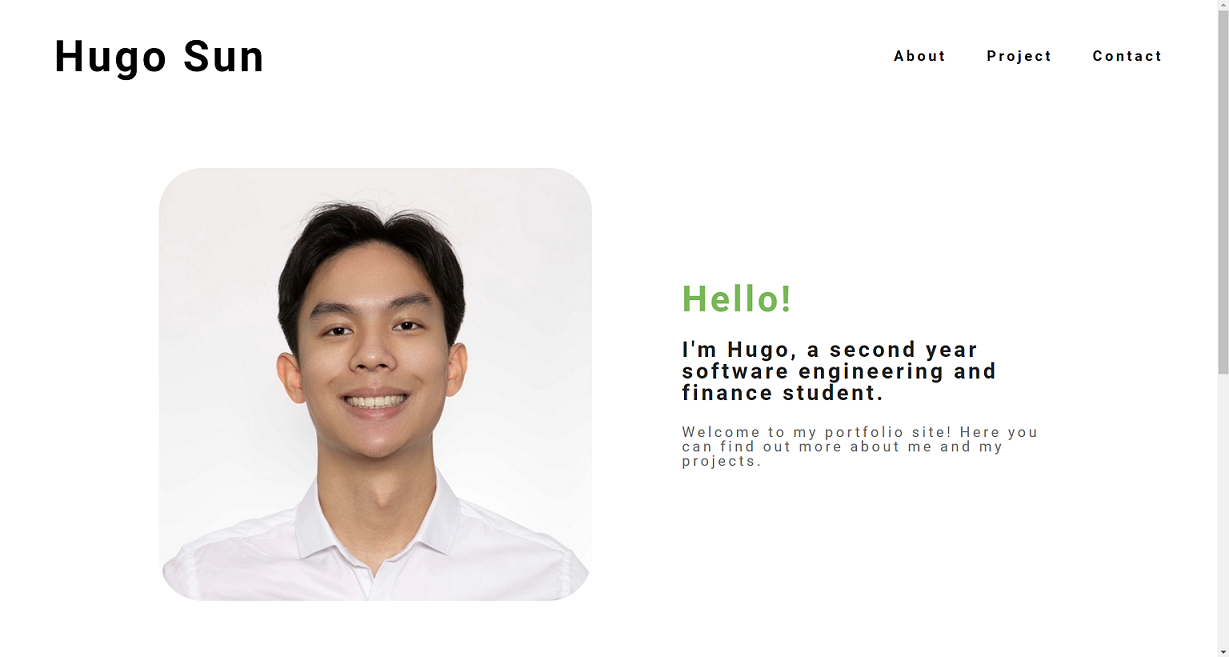 Hugo Sun
About Project Contact
Hello!
I'm Hugo, a second year
software engineering and
finance student.
Welcome to my portfolio site! Here you
can find out more about me and my
projects.